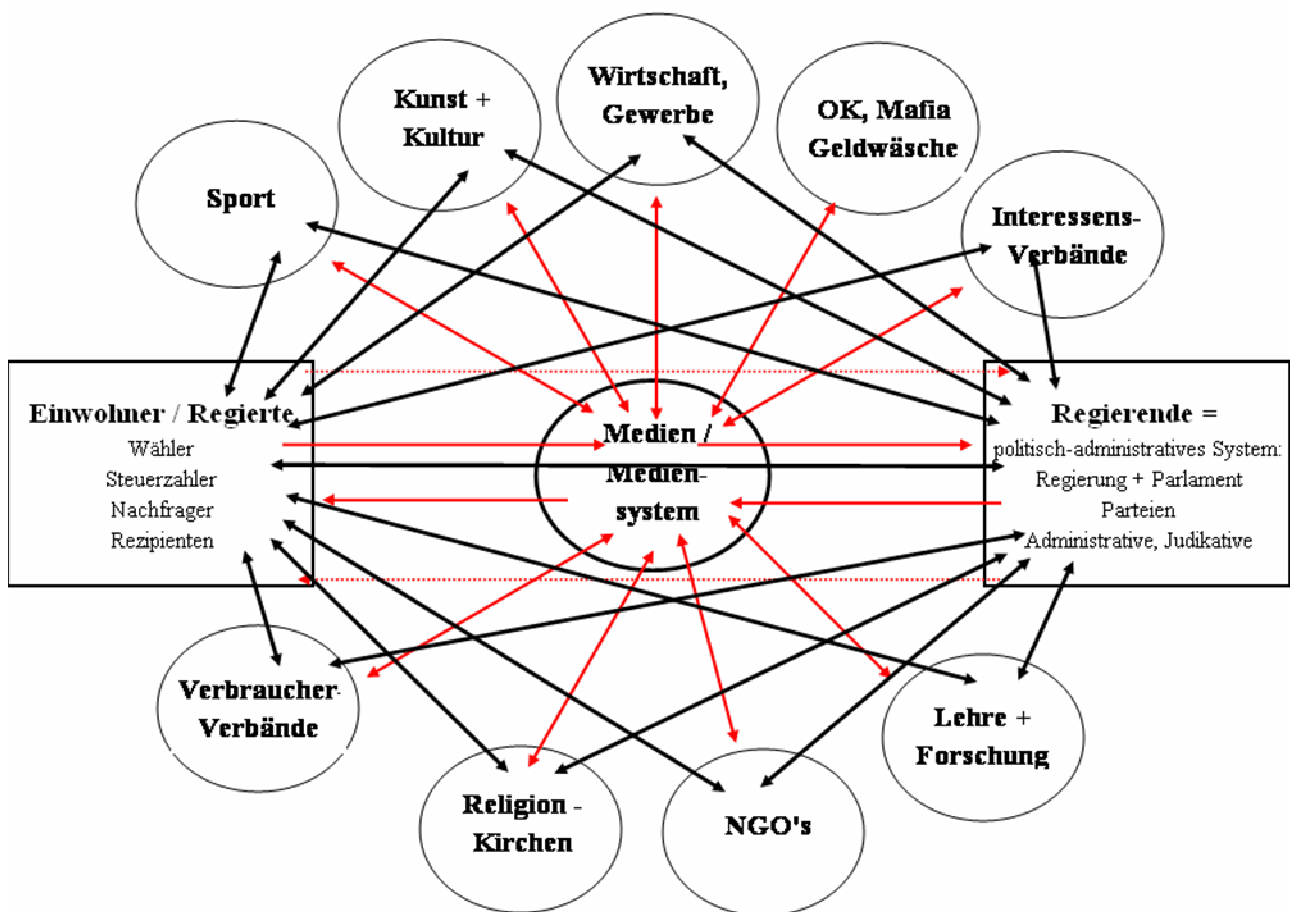 Wirtschaft,
Gewerbe
Kunst +
Kultur
OK, Mafia
Geldwäsche
Sport
Interessens-
Verbände
Einwohner / Regierte
Wähler
Steuerzahler
Nachfrager
Rezipienten
Medien /
Medien-
system
Regierende =
politisch-administratives System:
Regierung + Parlament
Parteien
Administrative, Judikative
Verbraucher-
Verbände
Religion -
Kirchen
NGO's
Lehre +
Forschung